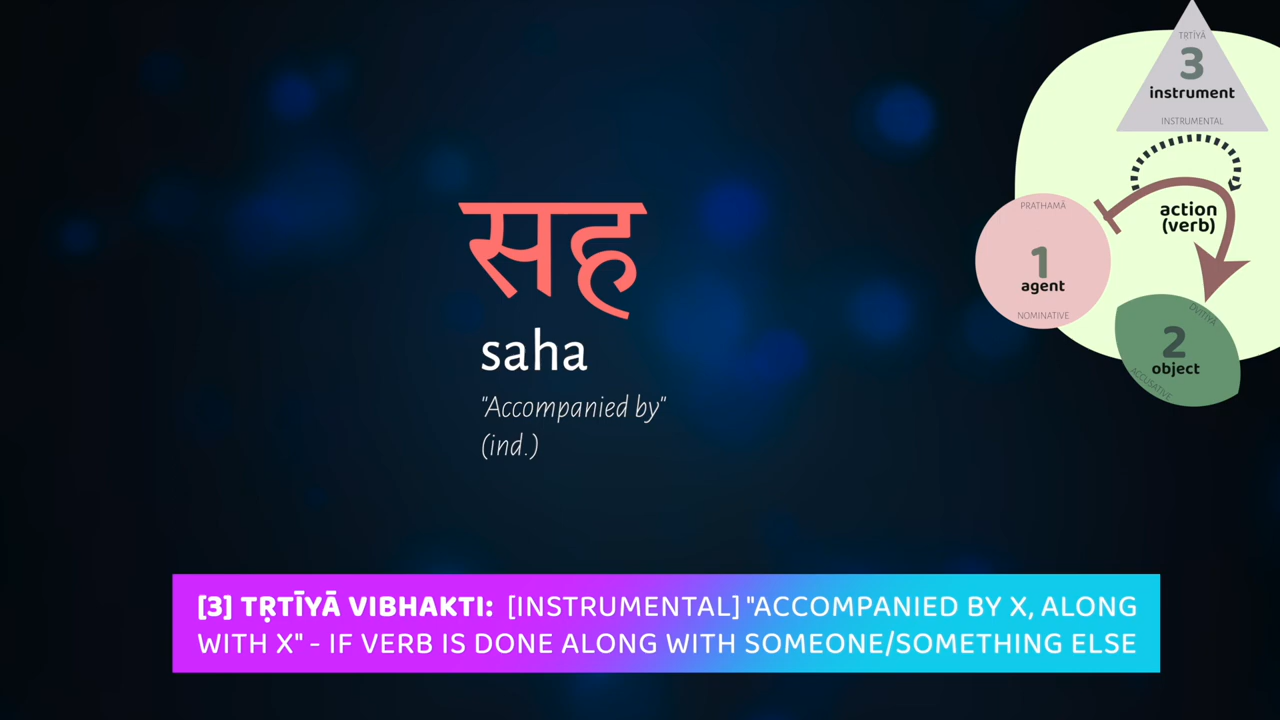 TṚTĪYĀ
3
instrument
INSTRUMENTAL
action
(verb)
PRATHAMĀ
1
agent
NOMINATIVE
DVITĪYĀ
2
object
ACCUSATIVE
सह
saha
"Accompanied by"
(ind.)
[3] TṚTĪYĀ VIBHAKTI: [INSTRUMENTAL] "ACCOMPANIED BY X, ALONG
WITH X" - IF VERB IS DONE ALONG WITH SOMEONE/SOMETHING ELSE